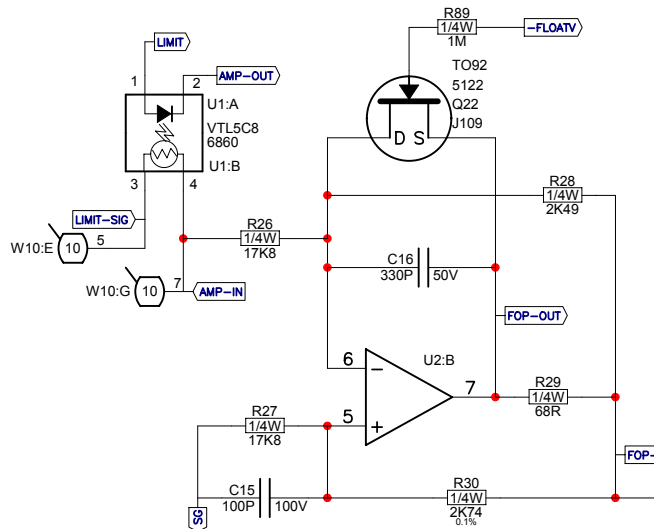 R89
1/4W
1M
-FLOATV
LIMIT
TO92
5122
Q22
J109
1
2
AMP-OUT
U1:A
VTL5C8
6860
U1:B
D S
3
4
R28
1/4W
2K49
LIMIT-SIG
W10:E
10
5
R26
1/4W
17K8
C16
330P
50V
W10:G
10
7
AMP-IN
FOP-OUT
6
U2:B
7
R29
1/4W
68R
R27
1/4W
17K8
5
FOP-
C15
100P
100V
R30
1/4W
2K74
0.1%
SG